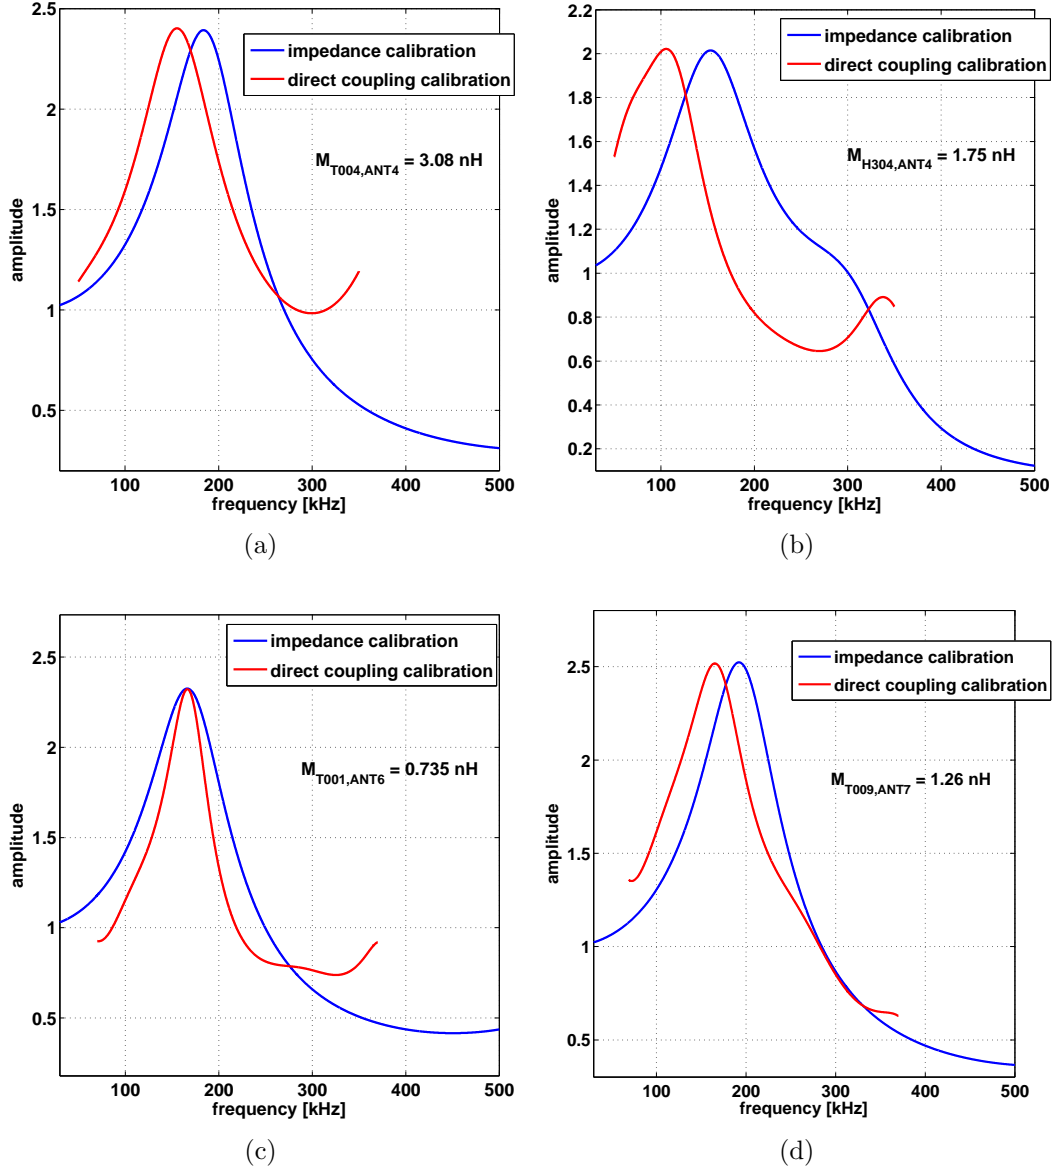 2.5
2
1.5
1
0.5
amplitude
impedance calibration
direct coupling calibration
M_T004,ANT4 = 3.08 nH
100 200 300 400 500
frequency [kHz]
(a)
2.2
2
1.8
1.6
1.4
1.2
1
0.8
0.6
0.4
0.2
amplitude
impedance calibration
direct coupling calibration
M_H304,ANT4 = 1.75 nH
100 200 300 400 500
frequency [kHz]
(b)
2.5
2
1.5
1
0.5
amplitude
impedance calibration
direct coupling calibration
M_T001,ANT6 = 0.735 nH
100 200 300 400 500
frequency [kHz]
(c)
2.5
2
1.5
1
0.5
amplitude
impedance calibration
direct coupling calibration
M_T009,ANT7 = 1.26 nH
100 200 300 400 500
frequency [kHz]
(d)